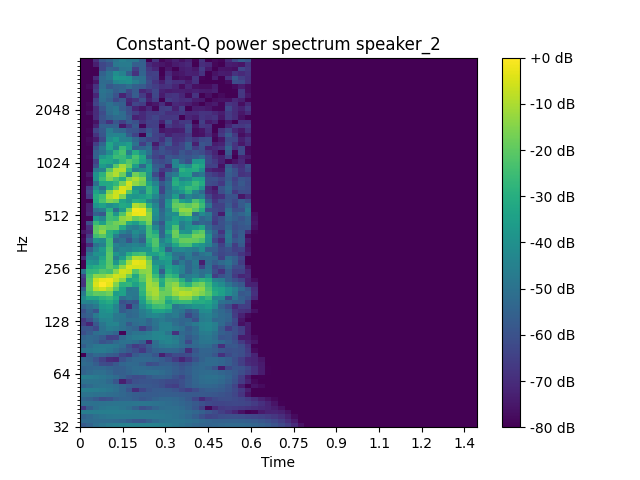 Constant-Q power spectrum speaker_2
Hz
2048
1024
512
256
128
64
32
0 0.15 0.3 0.45 0.6 0.75 0.9 1.1 1.2 1.4
Time
+0 dB
-10 dB
-20 dB
-30 dB
-40 dB
-50 dB
-60 dB
-70 dB
-80 dB